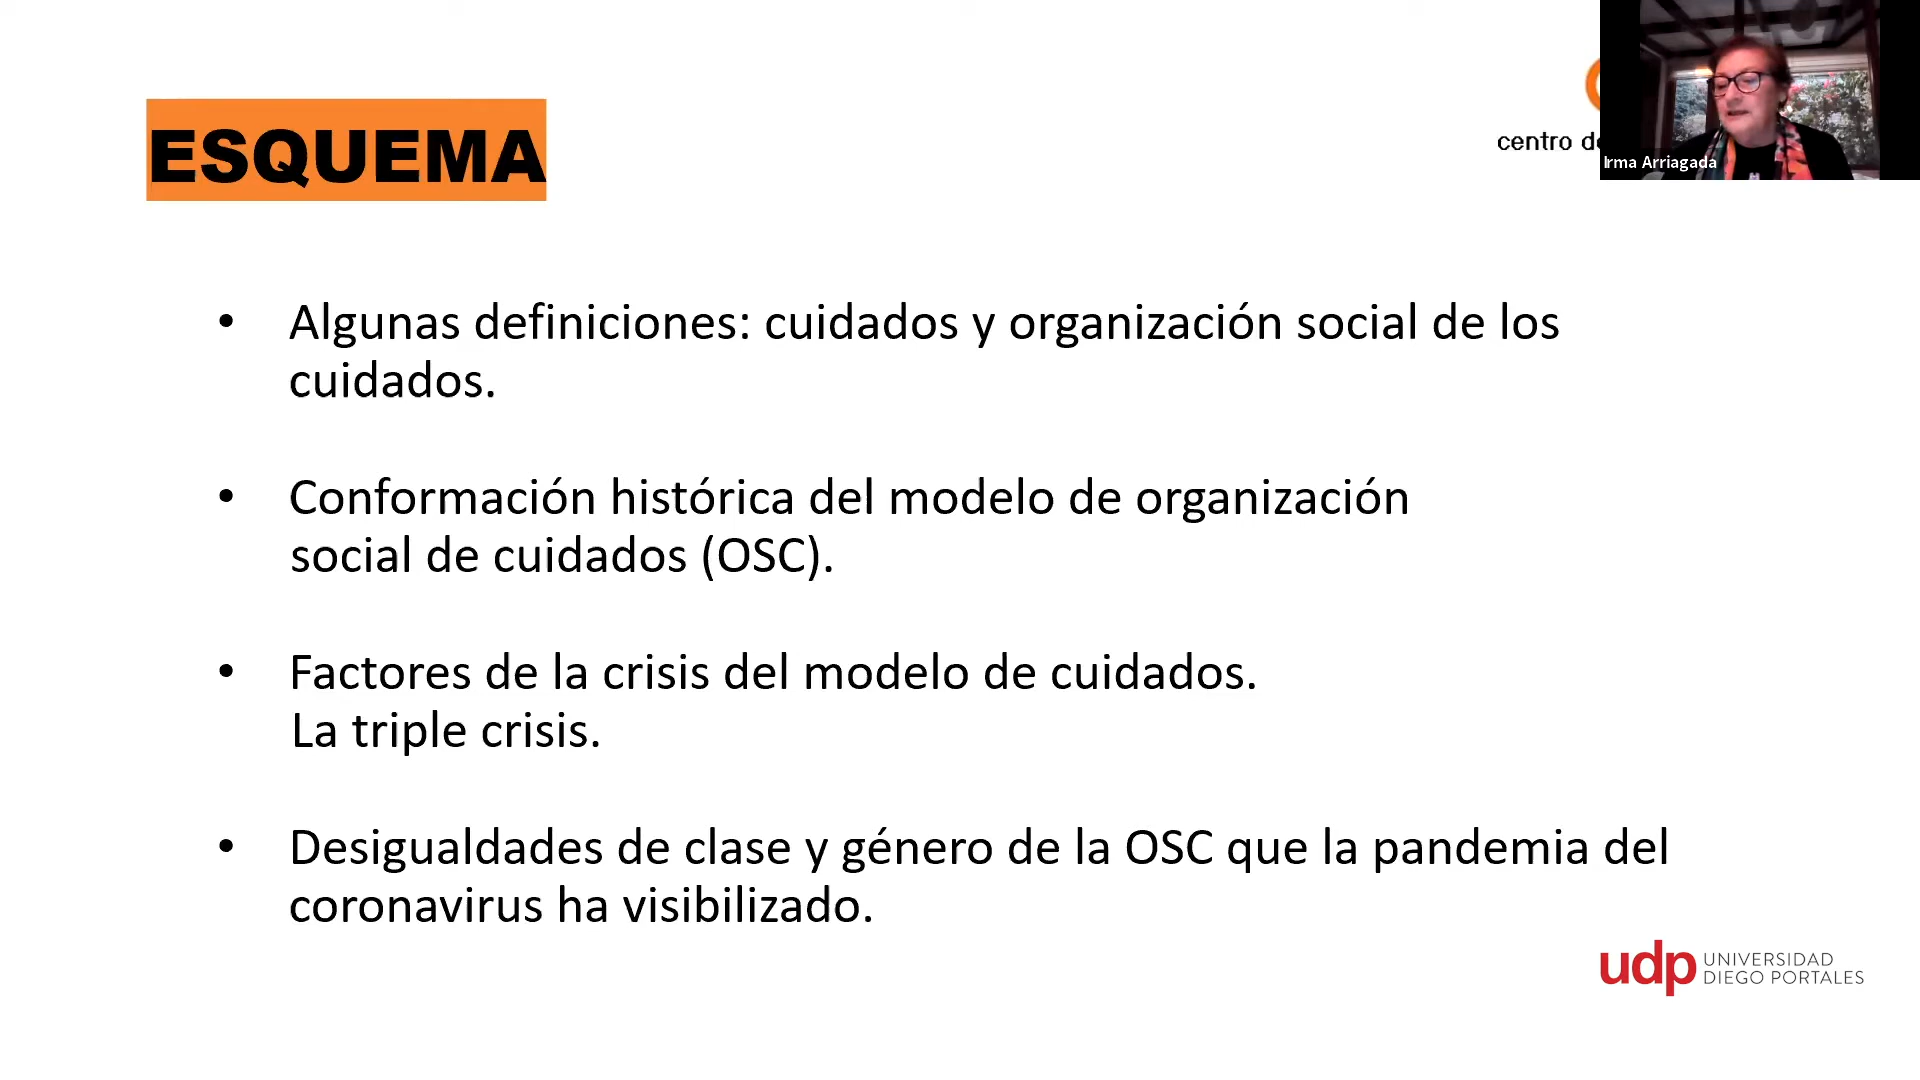 ESQUEMA
centro de
Irma Arriagada
• Algunas definiciones: cuidados y organización social de los
cuidados.
• Conformación histórica del modelo de organización
social de cuidados (OSC).
• Factores de la crisis del modelo de cuidados.
La triple crisis.
• Desigualdades de clase y género de la OSC que la pandemia del
coronavirus ha visibilizado.
udp UNIVERSIDAD
DIEGO PORTALES